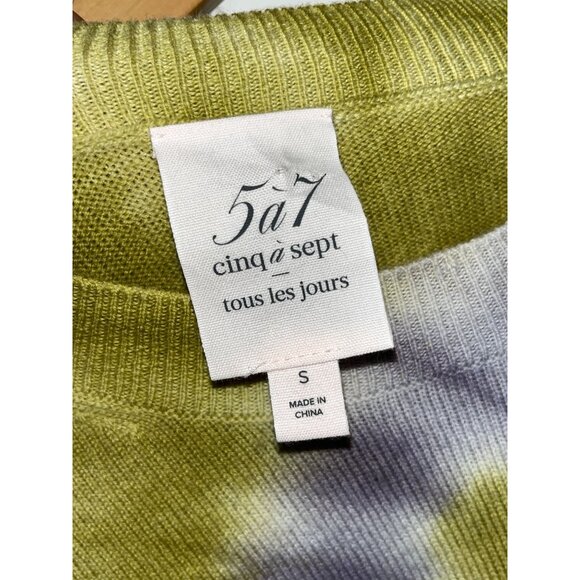 5à7
cinq à sept
tous les jours
S
MADE IN
CHINA